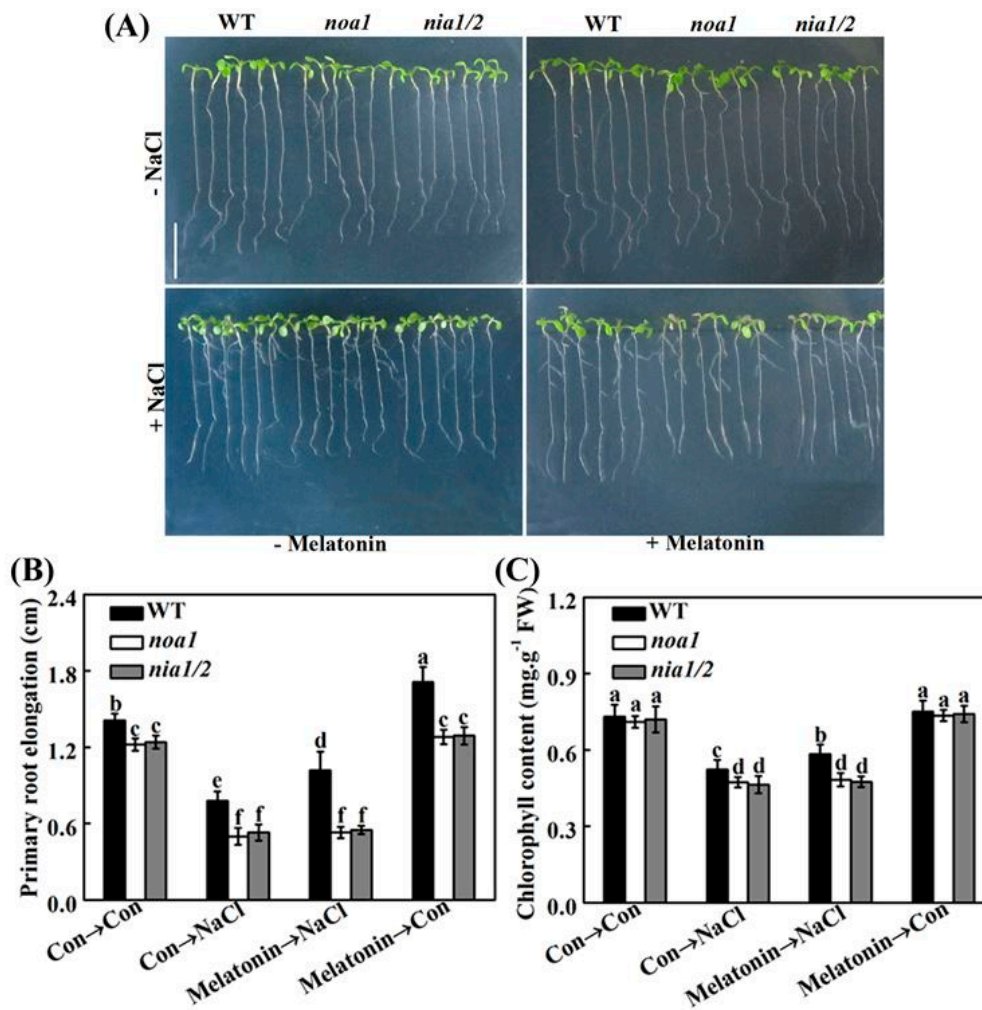 (A)
WT noa1 nia1/2 WT noa1 nia1/2
- NaCl
+ NaCl
- Melatonin + Melatonin
(B)
Primary root elongation (cm)
2.4
1.8
1.2
0.6
0.0
WT
noa1
nia1/2
b c c
e f f
d f f
a c c
Con→Con
Con→NaCl
Melatonin→NaCl
Melatonin→Con
(C)
Chlorophyll content (mg.g⁻¹ FW)
1.2
0.9
0.6
0.3
0.0
WT
noa1
nia1/2
a a a
c d d
b d d
a a a
Con→Con
Con→NaCl
Melatonin→NaCl
Melatonin→Con